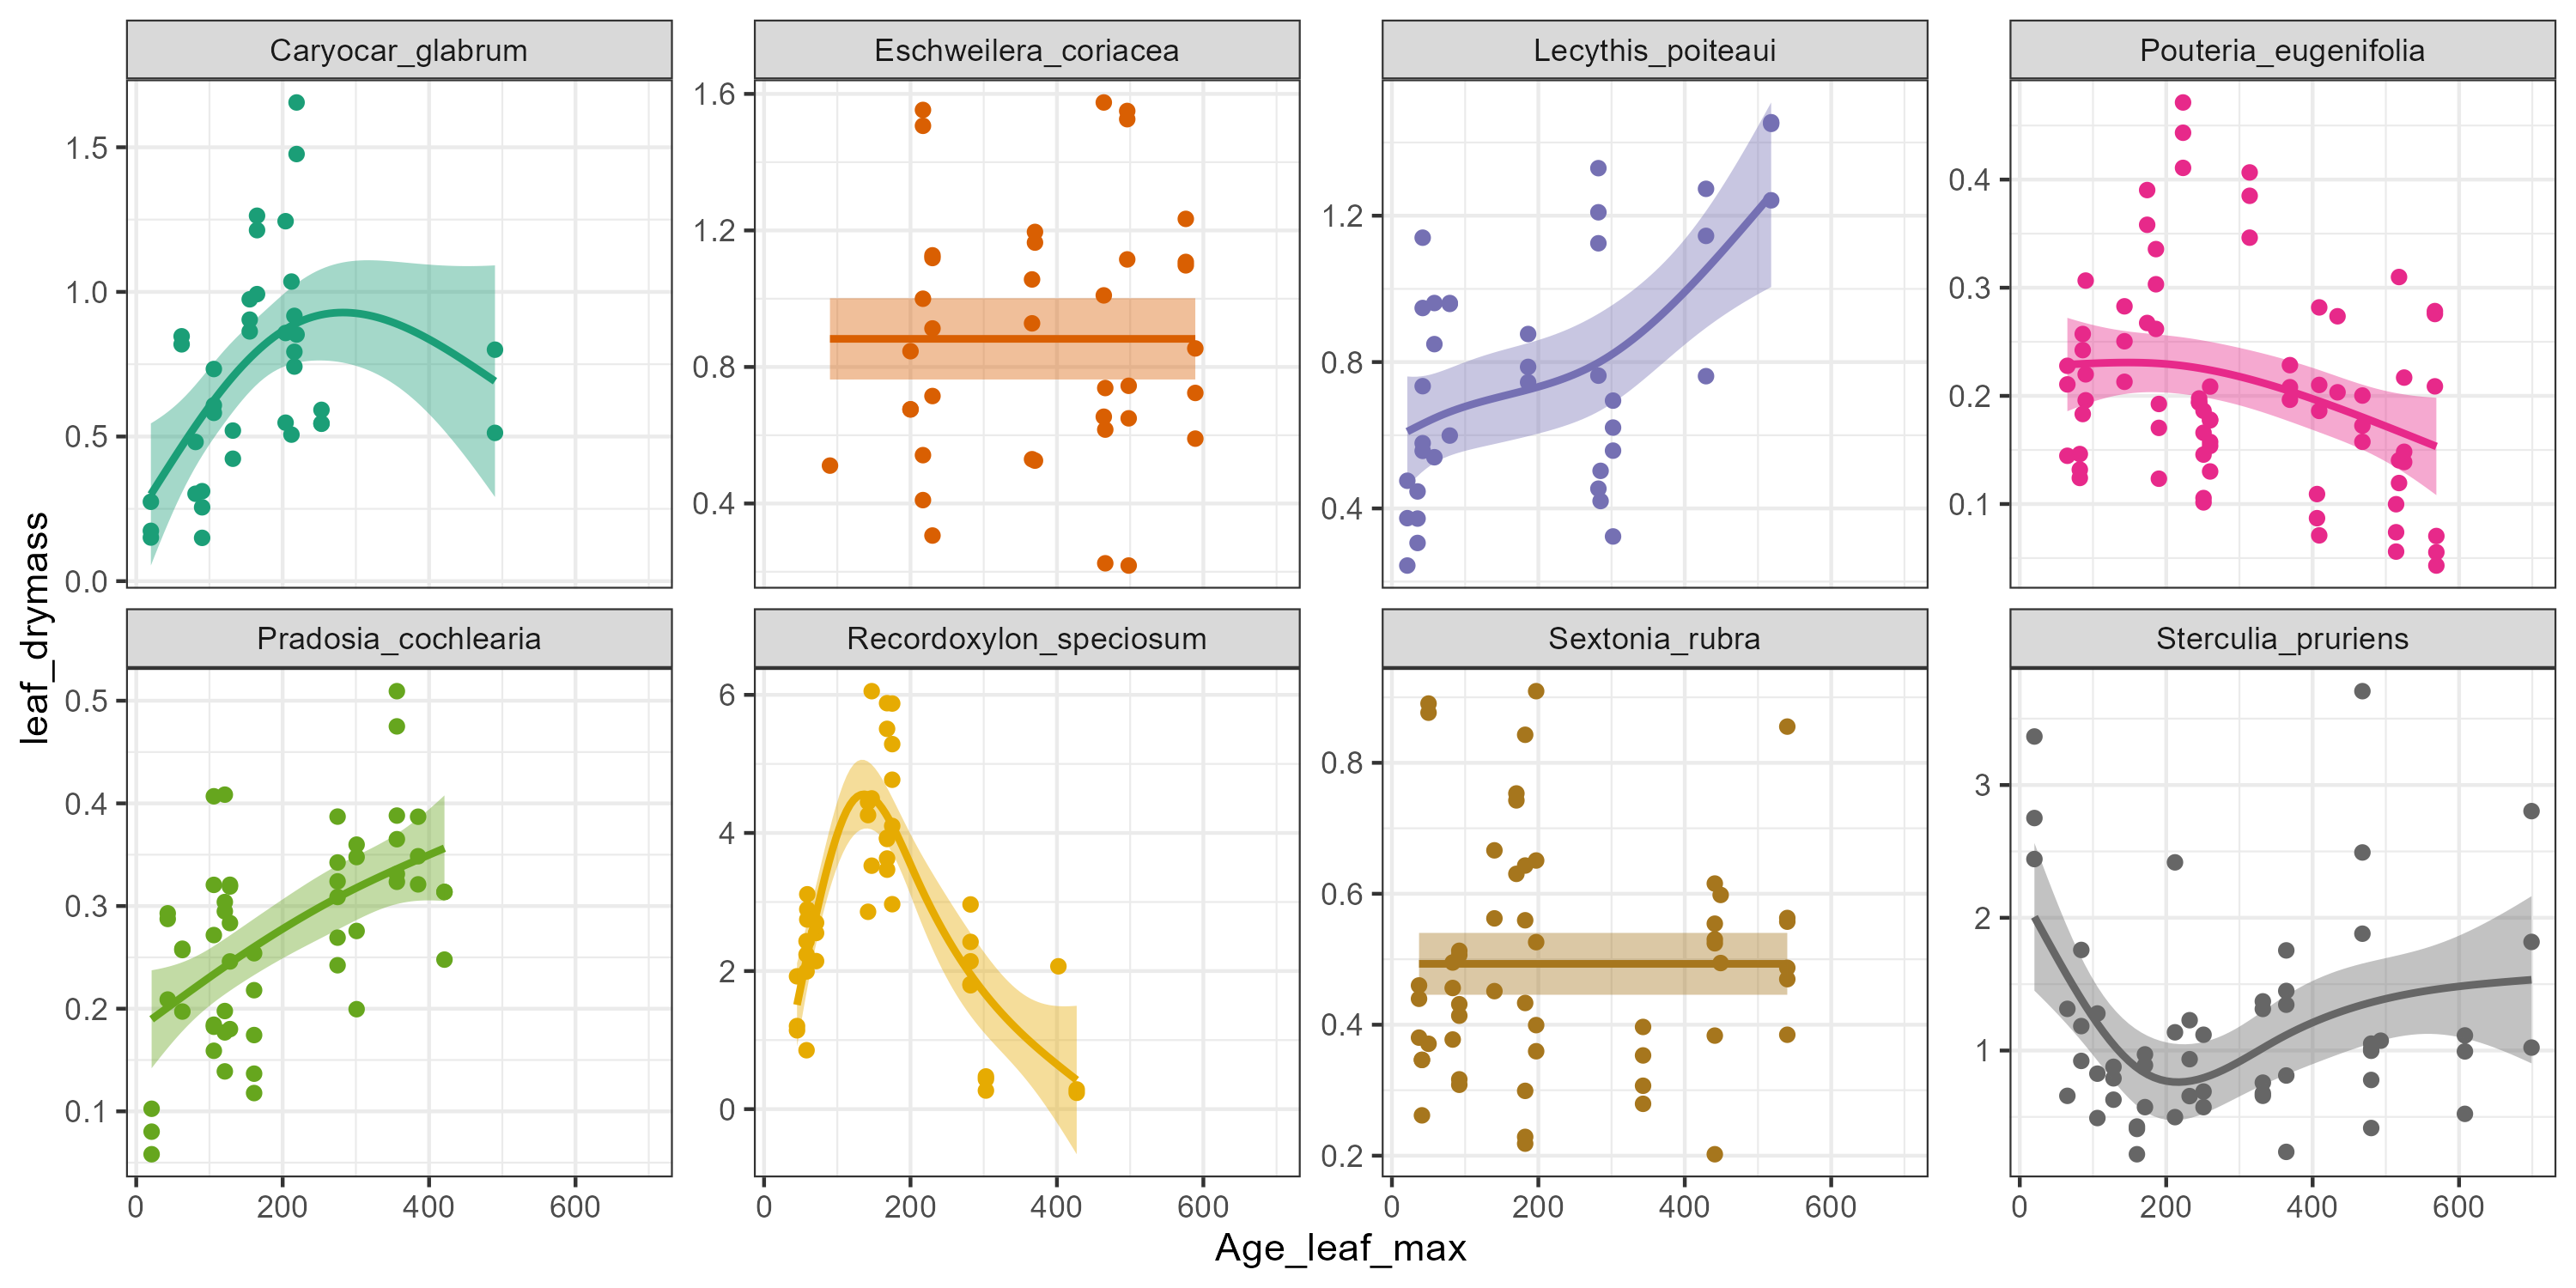 Caryocar_glabrum
Eschweilera_coriacea
Lecythis_poiteaui
Pouteria_eugenifolia
1.5
1.0
0.5
0.0
1.6
1.2
0.8
0.4
1.2
0.8
0.4
0.4
0.3
0.2
0.1
leaf_drymass
Pradosia_cochlearia
Recordoxylon_speciosum
Sextonia_rubra
Sterculia_pruriens
0.5
0.4
0.3
0.2
0.1
6
4
2
0
0.8
0.6
0.4
0.2
3
2
1
0 200 400 600
0 200 400 600
0 200 400 600
0 200 400 600
Age_leaf_max